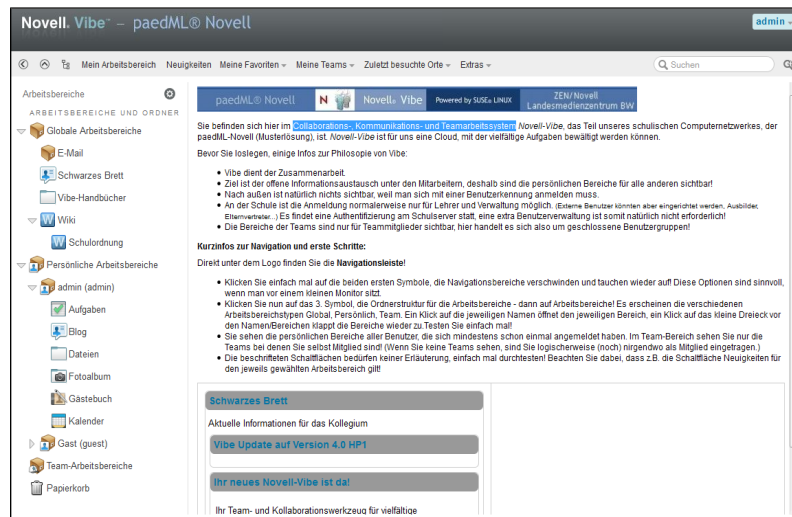 Novell. Vibe™ – paedML® Novell
admin
Mein Arbeitsbereich Neuigkeiten Meine Favoriten Meine Teams Zuletzt besuchte Orte Extras Suchen
Arbeitsbereiche
ARBEITSBEREICHE UND ORDNER
Globale Arbeitsbereiche
E-Mail
Schwarzes Brett
Vibe-Handbücher
Wiki
Schulordnung
Persönliche Arbeitsbereiche
admin (admin)
Aufgaben
Blog
Dateien
Fotoalbum
Gästebuch
Kalender
Gast (guest)
Team-Arbeitsbereiche
Papierkorb
paedML® Novell N Novell® Vibe Powered by SUSE® LINUX ZEN/Novell
Landesmedienzentrum BW
Sie befinden sich hier im Collaborations-, Kommunikations- und Teamarbeitssystem Novell-Vibe, das Teil unseres schulischen Computernetzwerkes, der
paedML-Novell (Musterlösung), ist. Novell-Vibe ist für uns eine Cloud, mit der vielfältige Aufgaben bewältigt werden können.
Bevor Sie loslegen, einige Infos zur Philosopie von Vibe:
• Vibe dient der Zusammenarbeit.
• Ziel ist der offene Informationsaustausch unter den Mitarbeitern, deshalb sind die persönlichen Bereiche für alle anderen sichtbar!
• Nach außen ist natürlich nichts sichtbar, weil man sich mit einer Benutzerkennung anmelden muss.
• An der Schule ist die Anmeldung normalerweise nur für Lehrer und Verwaltung möglich. (Externe Benutzer könnten aber eingerichtet werden, Ausbilder,
Elternvertreter...) Es findet eine Authentifizierung am Schulserver statt, eine extra Benutzerverwaltung ist somit natürlich nicht erforderlich!
• Die Bereiche der Teams sind nur für Teammitglieder sichtbar, hier handelt es sich also um geschlossene Benutzergruppen!
Kurzinfos zur Navigation und erste Schritte:
Direkt unter dem Logo finden Sie die Navigationsleiste!
• Klicken Sie einfach mal auf die beiden ersten Symbole, die Navigationsbereiche verschwinden und tauchen wieder auf! Diese Optionen sind sinnvoll,
wenn man vor einem kleinen Monitor sitzt.
• Klicken Sie nun auf das 3. Symbol, die Ordnerstruktur für die Arbeitsbereiche - dann auf Arbeitsbereiche! Es erscheinen die verschiedenen
Arbeitsbereichstypen Global, Persönlich, Team. Ein Klick auf die jeweiligen Namen öffnet den jeweiligen Bereich, ein Klick auf das kleine Dreieck vor
den Namen/Bereichen klappt die Bereiche wieder zu.Testen Sie einfach mal!
• Sie sehen die persönlichen Bereiche aller Benutzer, die sich mindestens schon einmal angemeldet haben. Im Team-Bereich sehen Sie nur die
Teams bei denen Sie selbst Mitglied sind! (Wenn Sie keine Teams sehen, sind Sie logischerweise (noch) nirgendwo als Mitglied eingetragen.)
• Die beschrifteten Schaltflächen bedürfen keiner Erläuterung, einfach mal durchtesten! Beachten Sie dabei, dass z.B. die Schaltfläche Neuigkeiten für
den jeweils gewählten Arbeitsbereich gilt!
Schwarzes Brett
Aktuelle Informationen für das Kollegium
Vibe Update auf Version 4.0 HP1
Ihr neues Novell-Vibe ist da!
Ihr Team- und Kollaborationswerkzeug für vielfältige